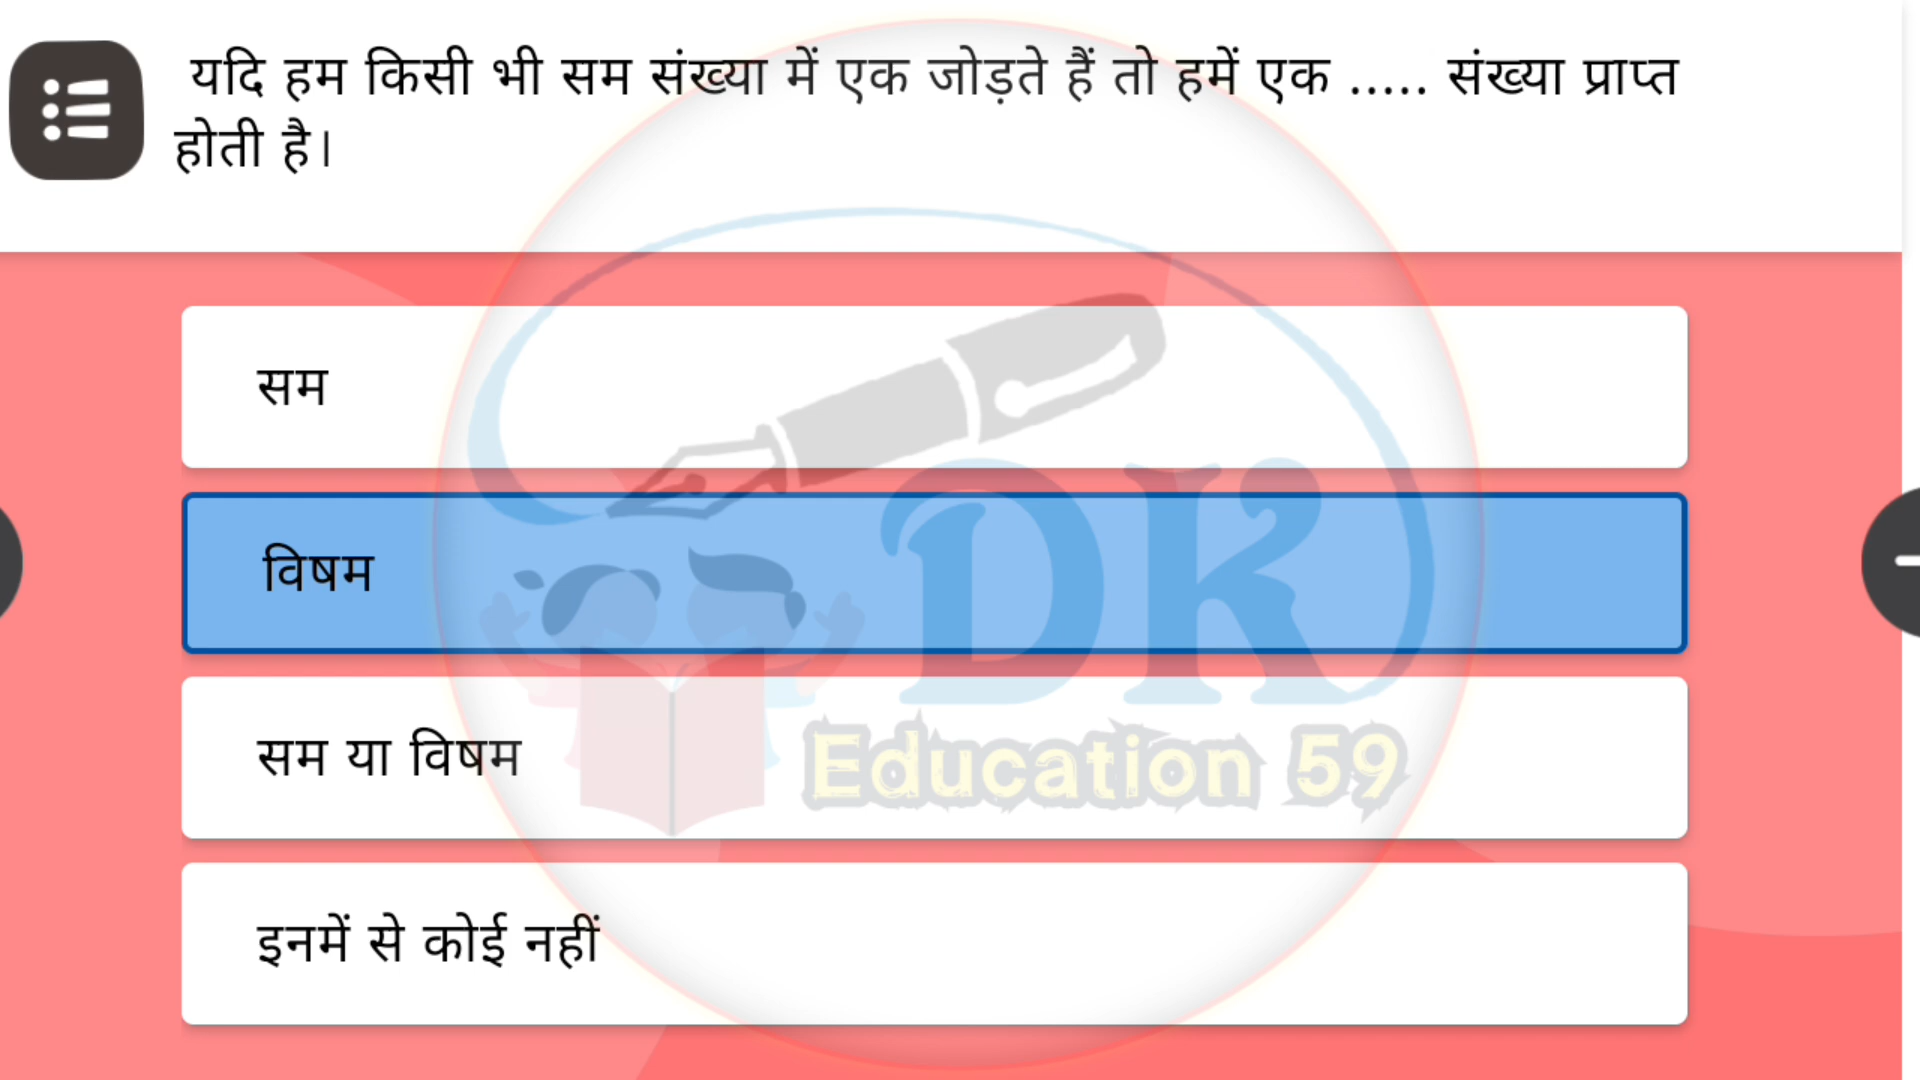 यदि हम किसी भी सम संख्या में एक जोड़ते हैं तो हमें एक ..... संख्या प्राप्त
होती है।
सम
विषम
सम या विषम
इनमें से कोई नहीं
DK
Education 59